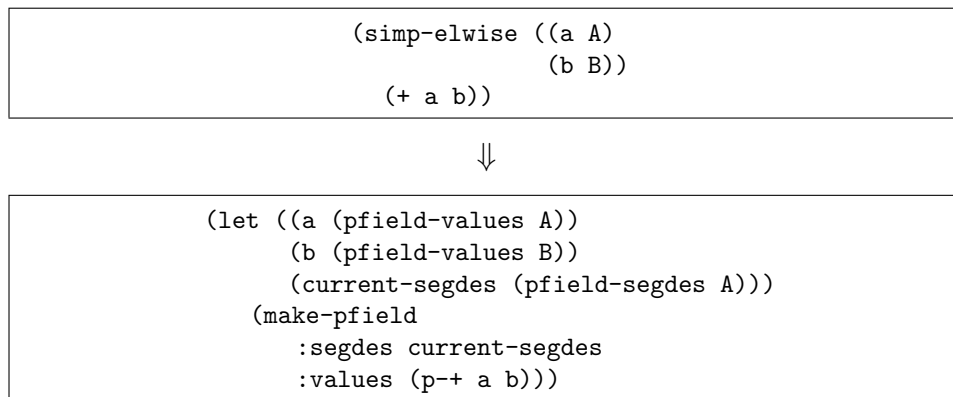 (simp-elwise ((a A)
(b B))
(+ a b))
⇓
(let ((a (pfield-values A))
(b (pfield-values B))
(current-segdes (pfield-segdes A)))
(make-pfield
:segdes current-segdes
:values (p-+ a b)))